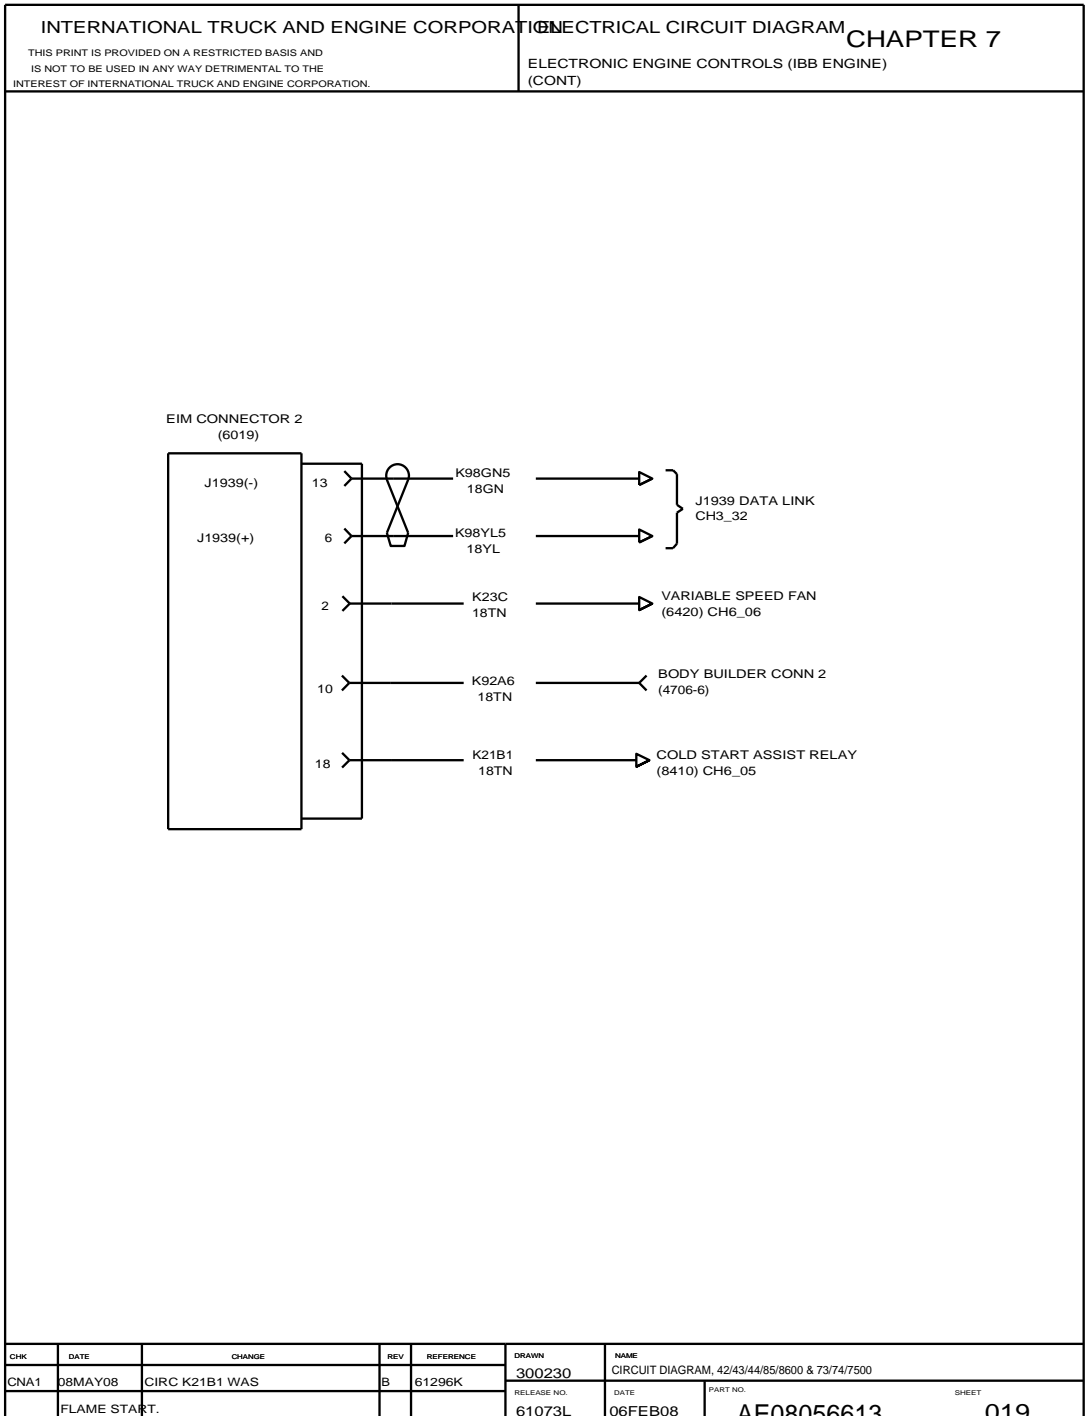 INTERNATIONAL TRUCK AND ENGINE CORPORATION
THIS PRINT IS PROVIDED ON A RESTRICTED BASIS AND
IS NOT TO BE USED IN ANY WAY DETRIMENTAL TO THE
INTEREST OF INTERNATIONAL TRUCK AND ENGINE CORPORATION.
ELECTRICAL CIRCUIT DIAGRAM
CHAPTER 7
ELECTRONIC ENGINE CONTROLS (IBB ENGINE)
(CONT)
EIM CONNECTOR 2
(6019)
J1939(-) 13 K98GN5
18GN
J1939(+) 6 K98YL5
18YL
J1939 DATA LINK
CH3_32
2 K23C
18TN
VARIABLE SPEED FAN
(6420) CH6_06
10 K92A6
18TN
BODY BUILDER CONN 2
(4706-6)
18 K21B1
18TN
COLD START ASSIST RELAY
(8410) CH6_05
CHK DATE CHANGE REV REFERENCE
CNA1 08MAY08 CIRC K21B1 WAS B 61296K
FLAME START.
DRAWN
300230
NAME
CIRCUIT DIAGRAM, 42/43/44/85/8600 & 73/74/7500
RELEASE NO.
61073L
DATE
06FEB08
PART NO.
AE08056613
SHEET
019